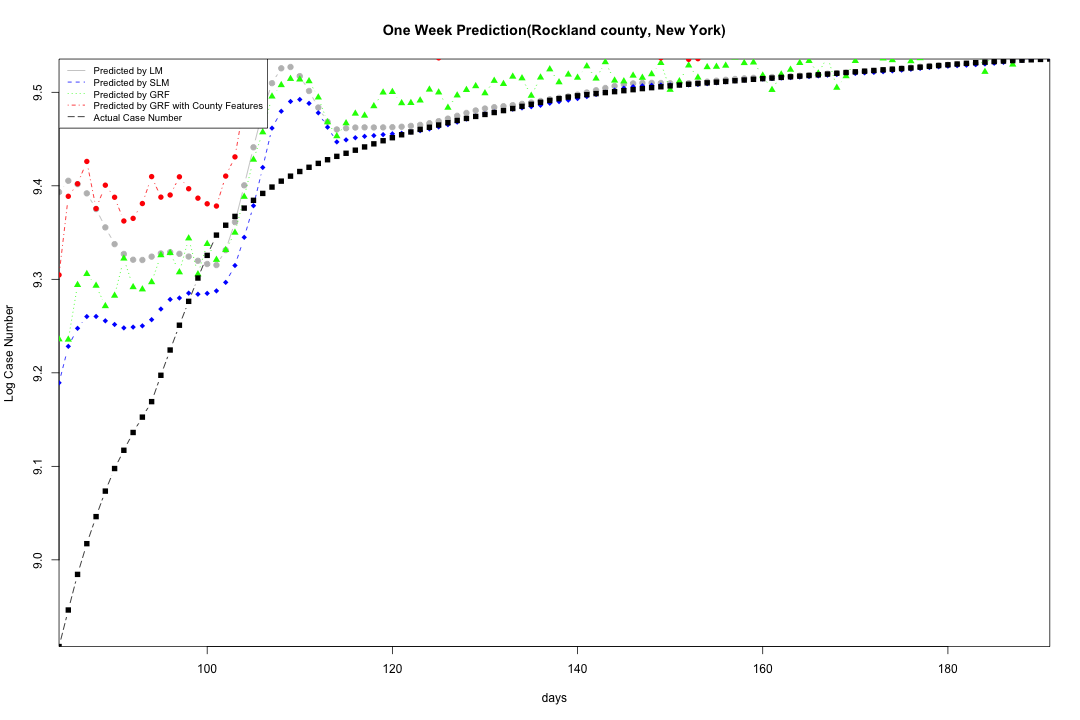 One Week Prediction(Rockland county, New York)
Predicted by LM
Predicted by SLM
Predicted by GRF
Predicted by GRF with County Features
Actual Case Number
Log Case Number
9.5
9.4
9.3
9.2
9.1
9.0
100 120 140 160 180
days